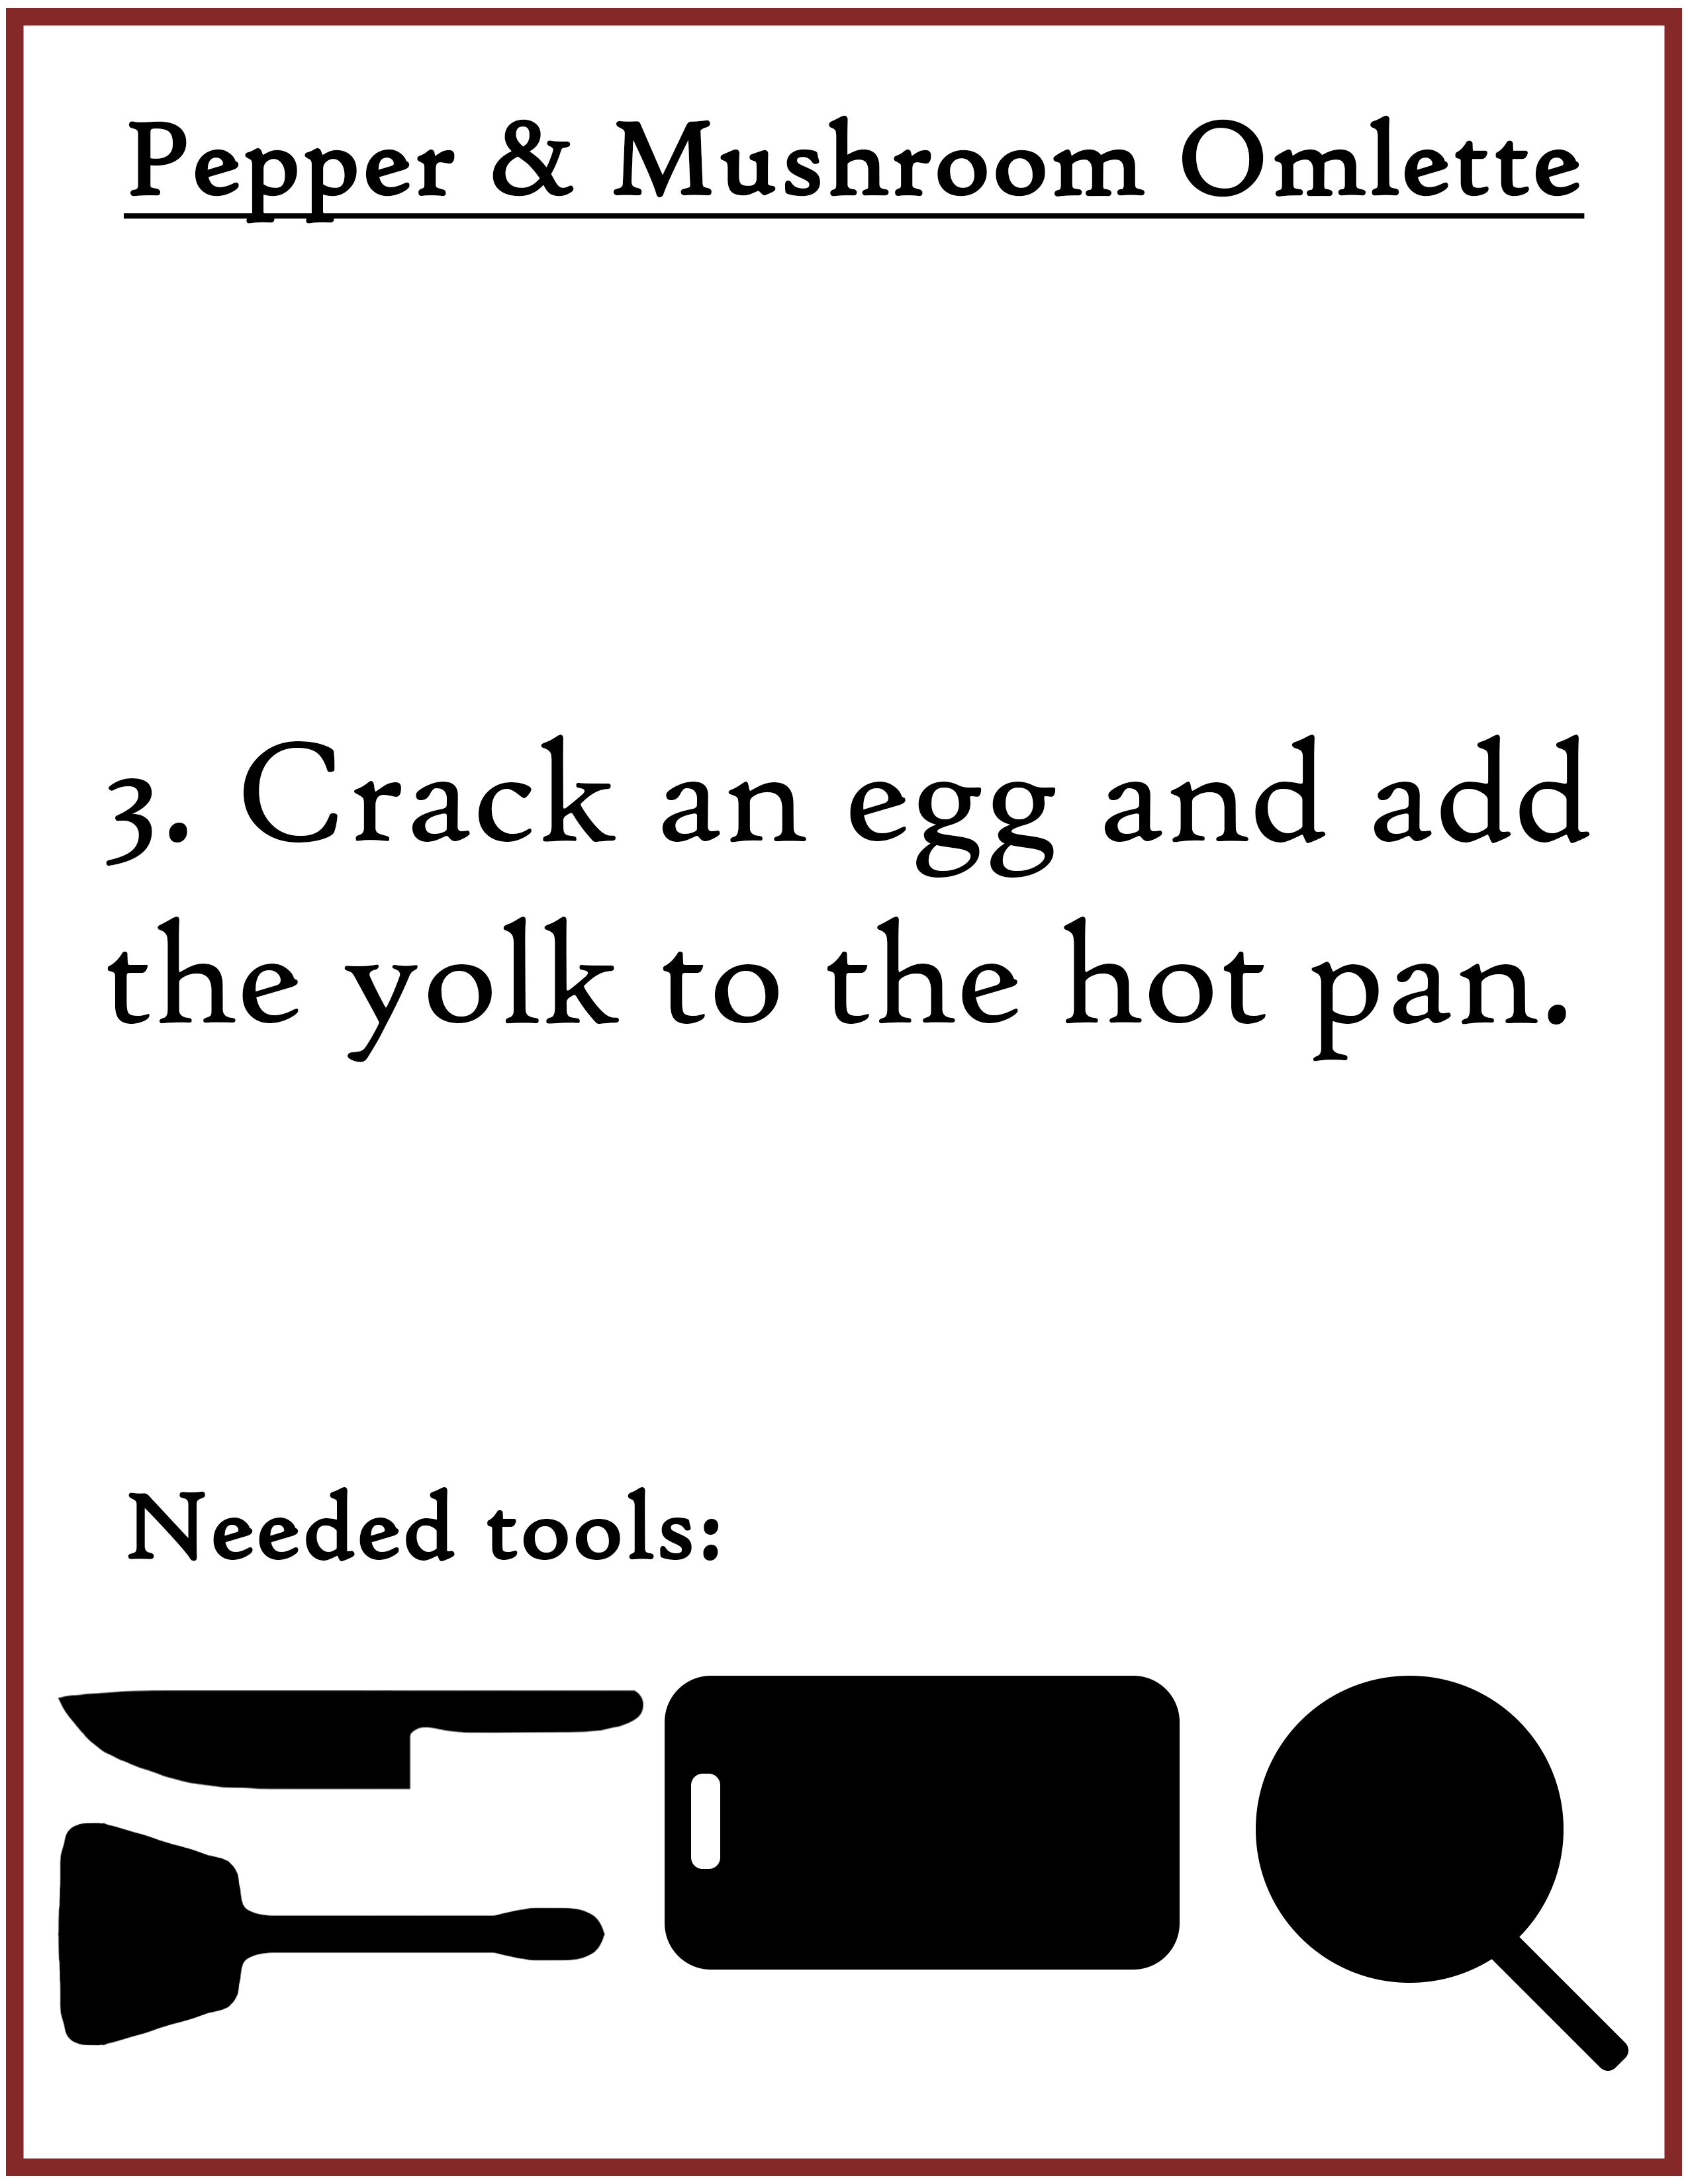 Pepper & Mushroom Omlette
3. Crack an egg and add
the yolk to the hot pan.
Needed tools: